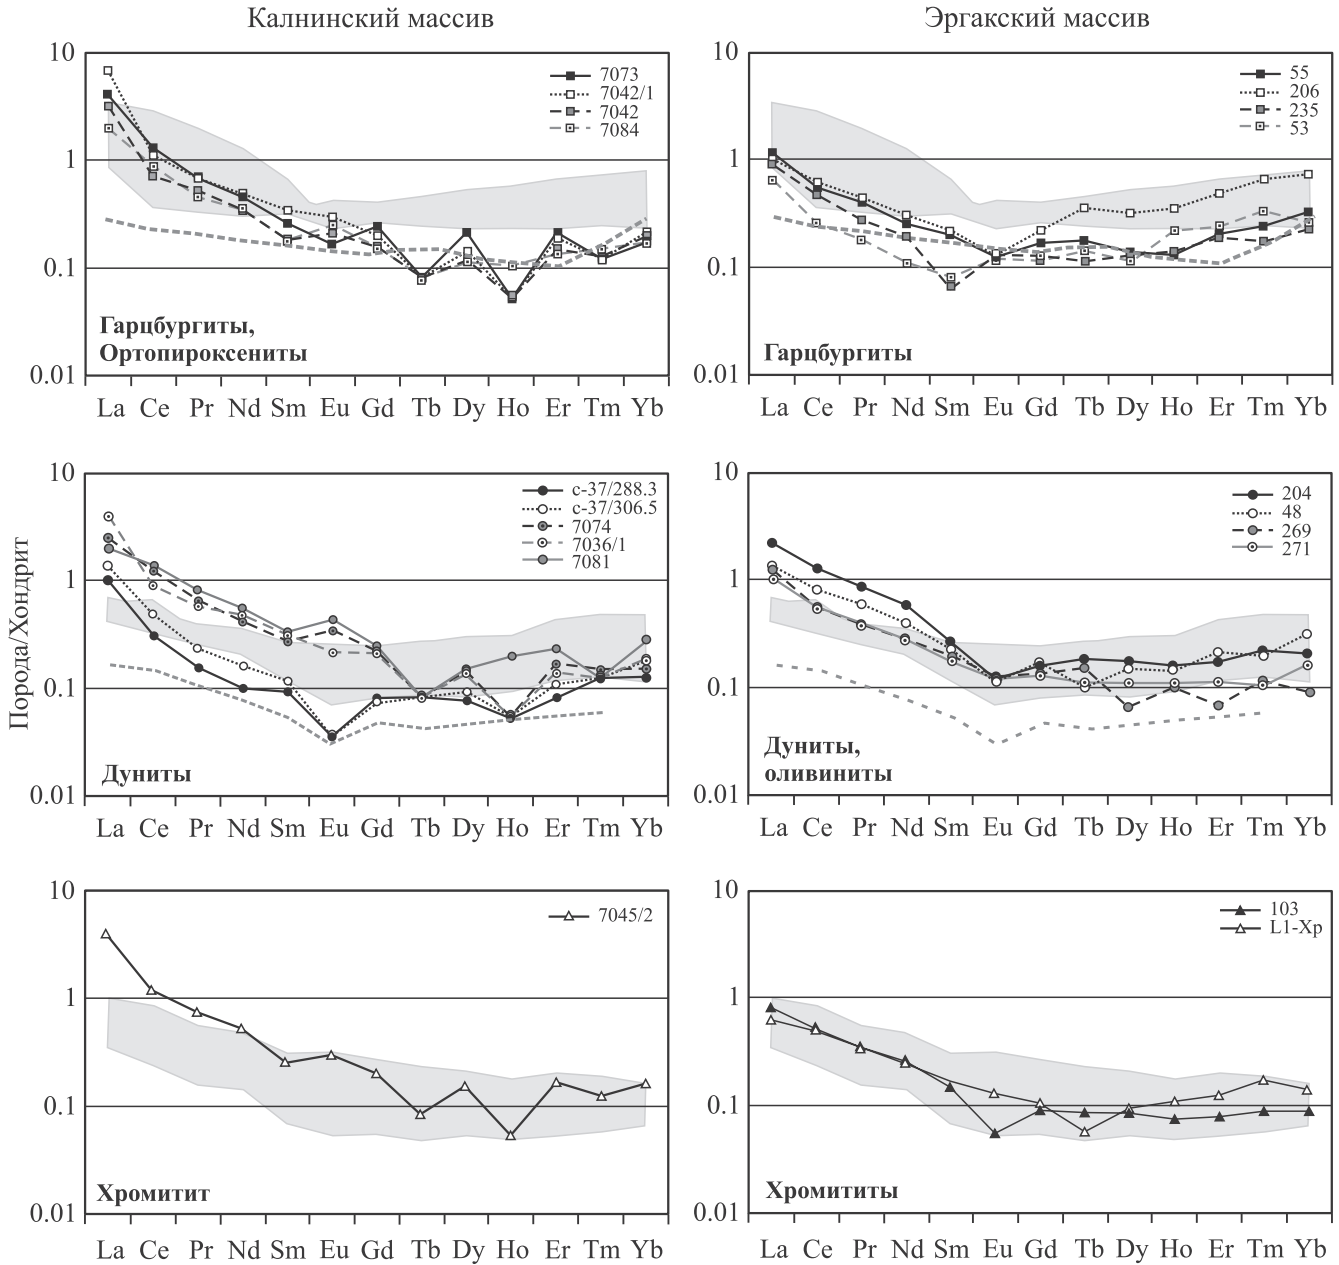 Калнинский массив
Эргакский массив
Порода/Хондрит
10
1
0.1
0.01
7073
7042/1
7042
7084
Гарцбургиты,
Ортопироксениты
La Ce Pr Nd Sm Eu Gd Tb Dy Ho Er Tm Yb
10
1
0.1
0.01
55
206
235
53
Гарцбургиты
La Ce Pr Nd Sm Eu Gd Tb Dy Ho Er Tm Yb
10
1
0.1
0.01
с-37/288.3
с-37/306.5
7074
7036/1
7081
Дуниты
La Ce Pr Nd Sm Eu Gd Tb Dy Ho Er Tm Yb
10
1
0.1
0.01
204
48
269
271
Дуниты,
оливиниты
La Ce Pr Nd Sm Eu Gd Tb Dy Ho Er Tm Yb
10
1
0.1
0.01
7045/2
Хромитит
La Ce Pr Nd Sm Eu Gd Tb Dy Ho Er Tm Yb
10
1
0.1
0.01
103
L1-Хр
Хромититы
La Ce Pr Nd Sm Eu Gd Tb Dy Ho Er Tm Yb